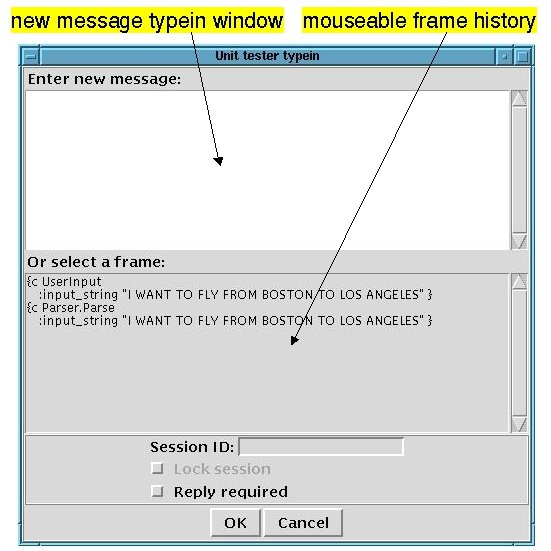 new message typein window mouseable frame history
Unit tester typein
Enter new message:
Or select a frame:
{c UserInput
:input_string "I WANT TO FLY FROM BOSTON TO LOS ANGELES" }
{c Parser.Parse
:input_string "I WANT TO FLY FROM BOSTON TO LOS ANGELES" }
Session ID:
Lock session
Reply required
OK Cancel